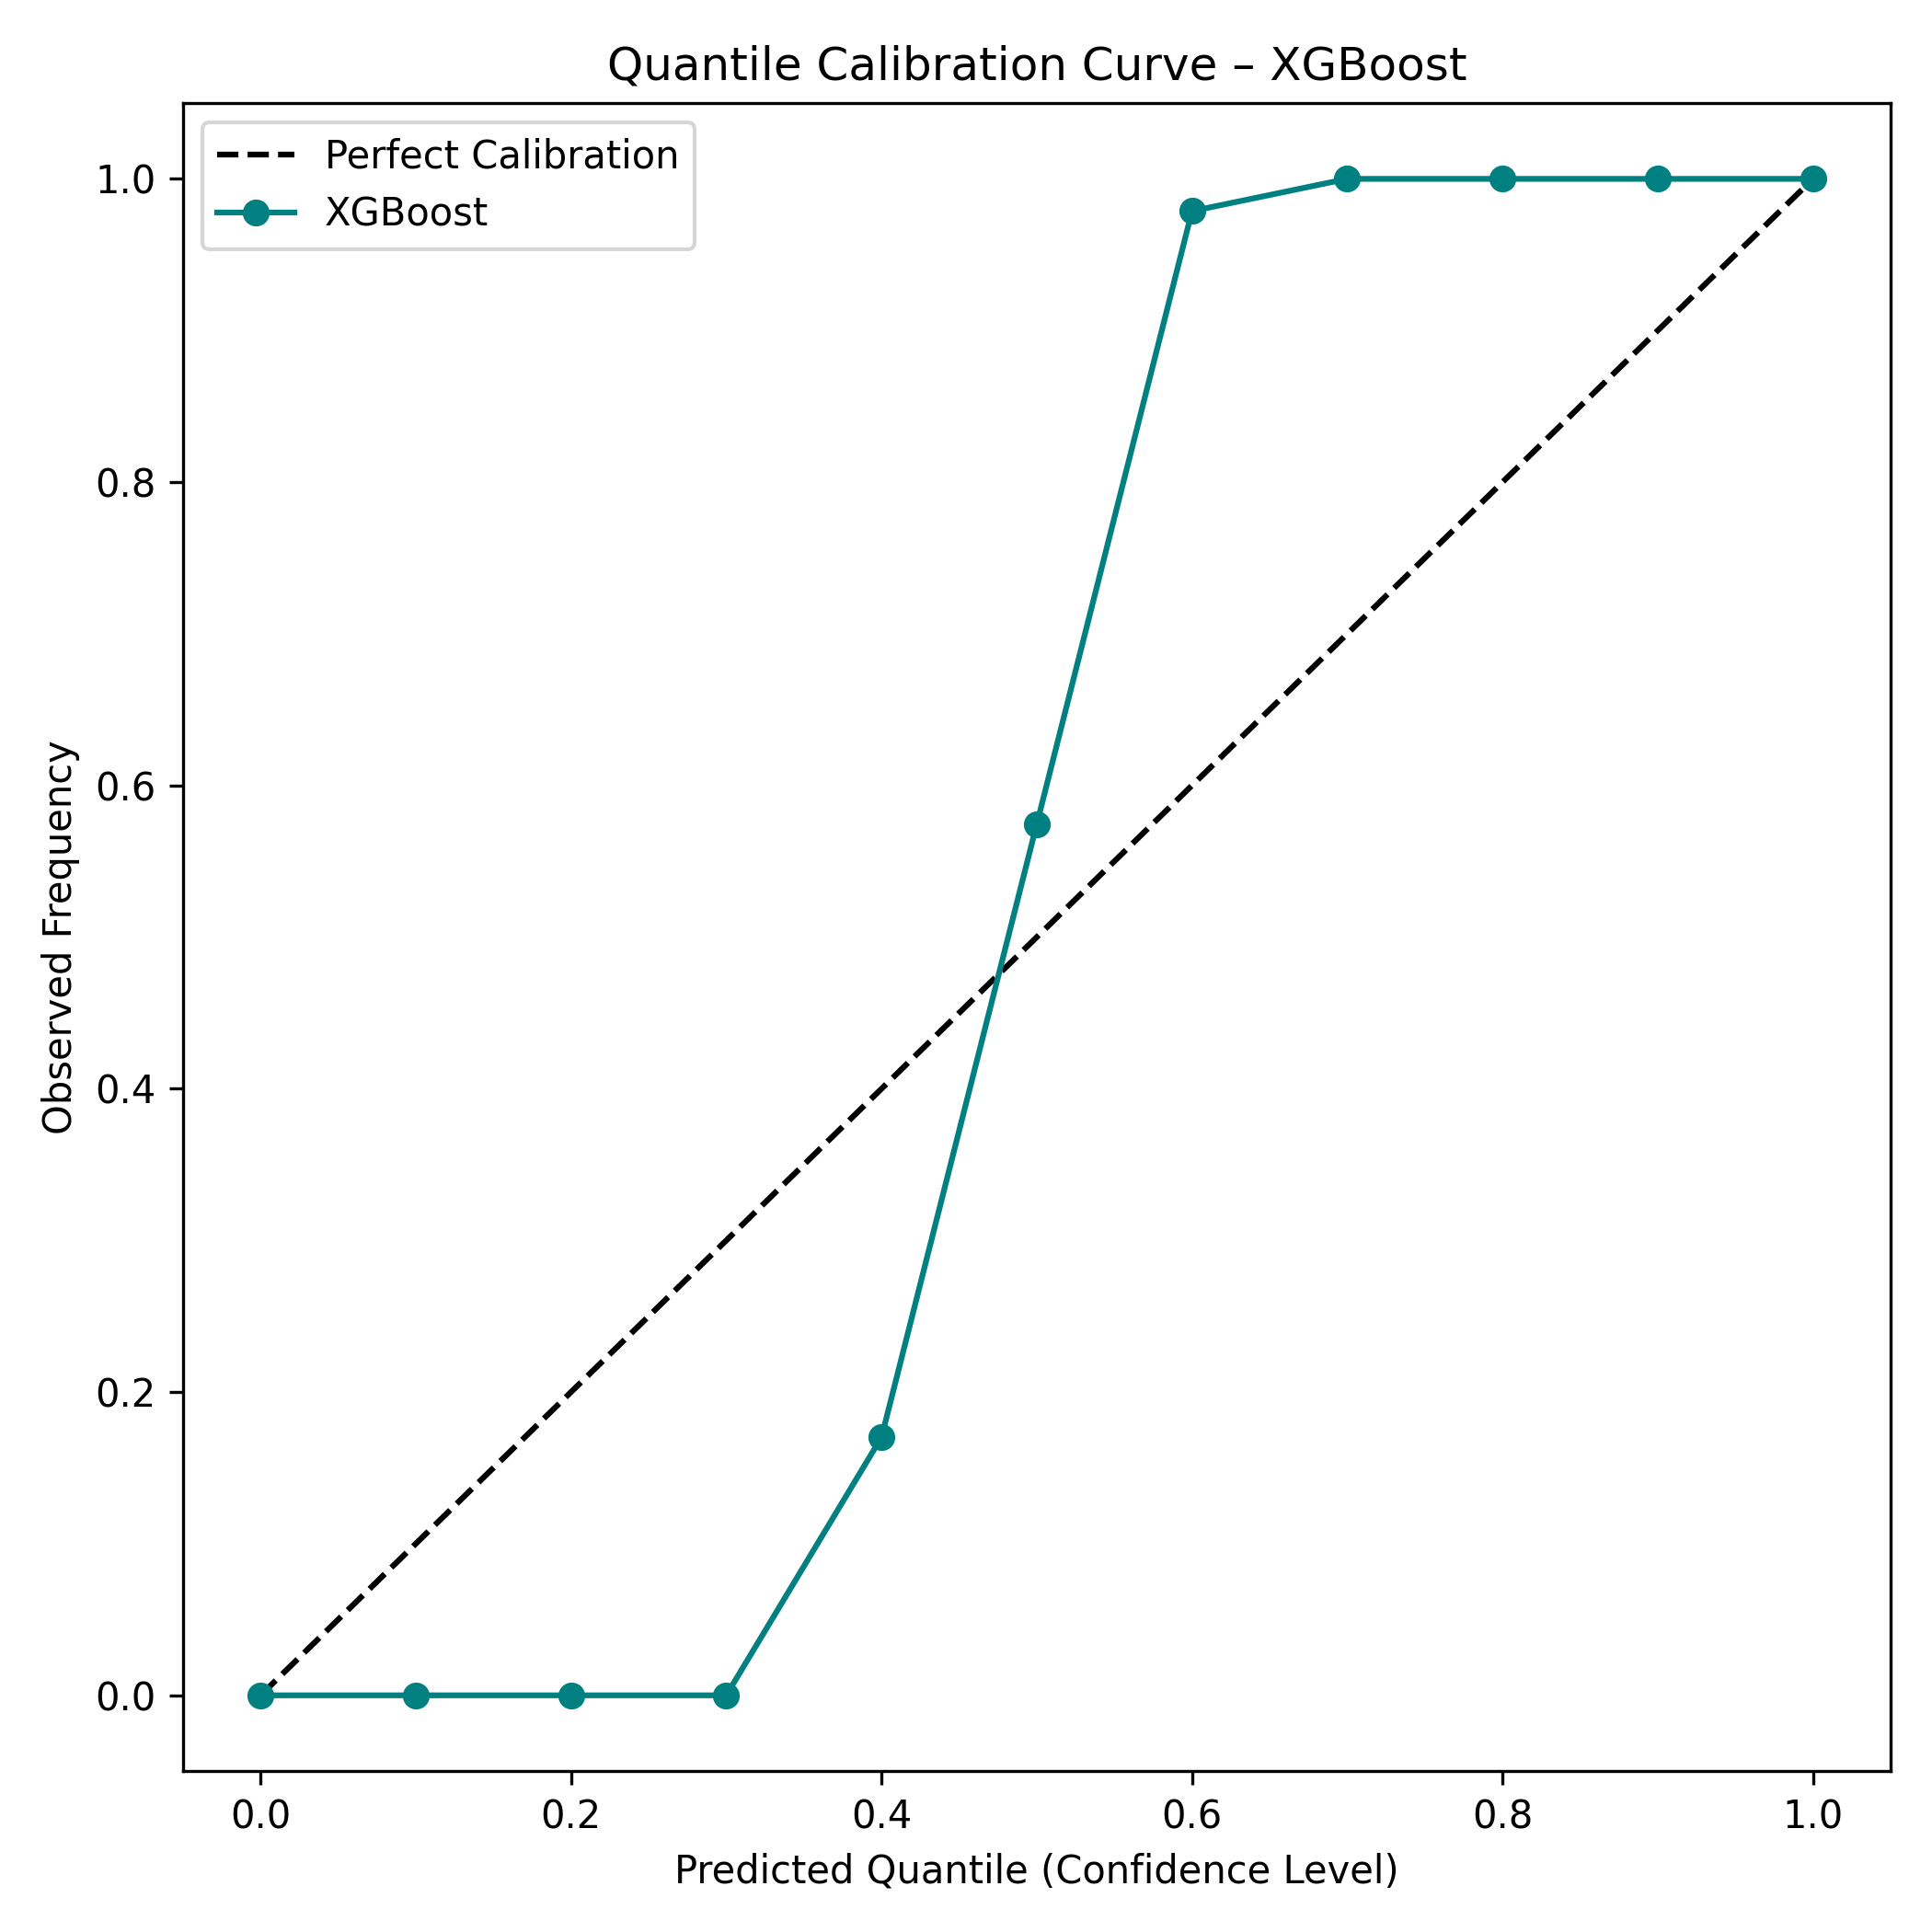 Quantile Calibration Curve – XGBoost
Perfect Calibration
XGBoost
1.0
0.8
0.6
0.4
0.2
0.0
Observed Frequency
0.0 0.2 0.4 0.6 0.8 1.0
Predicted Quantile (Confidence Level)